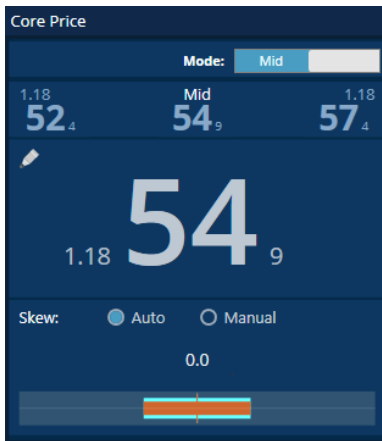 Core Price
Mode: Mid
1.18 Mid 1.18
52 4 54 9 57 4
1.18 54 9
Skew: Auto Manual
0.0